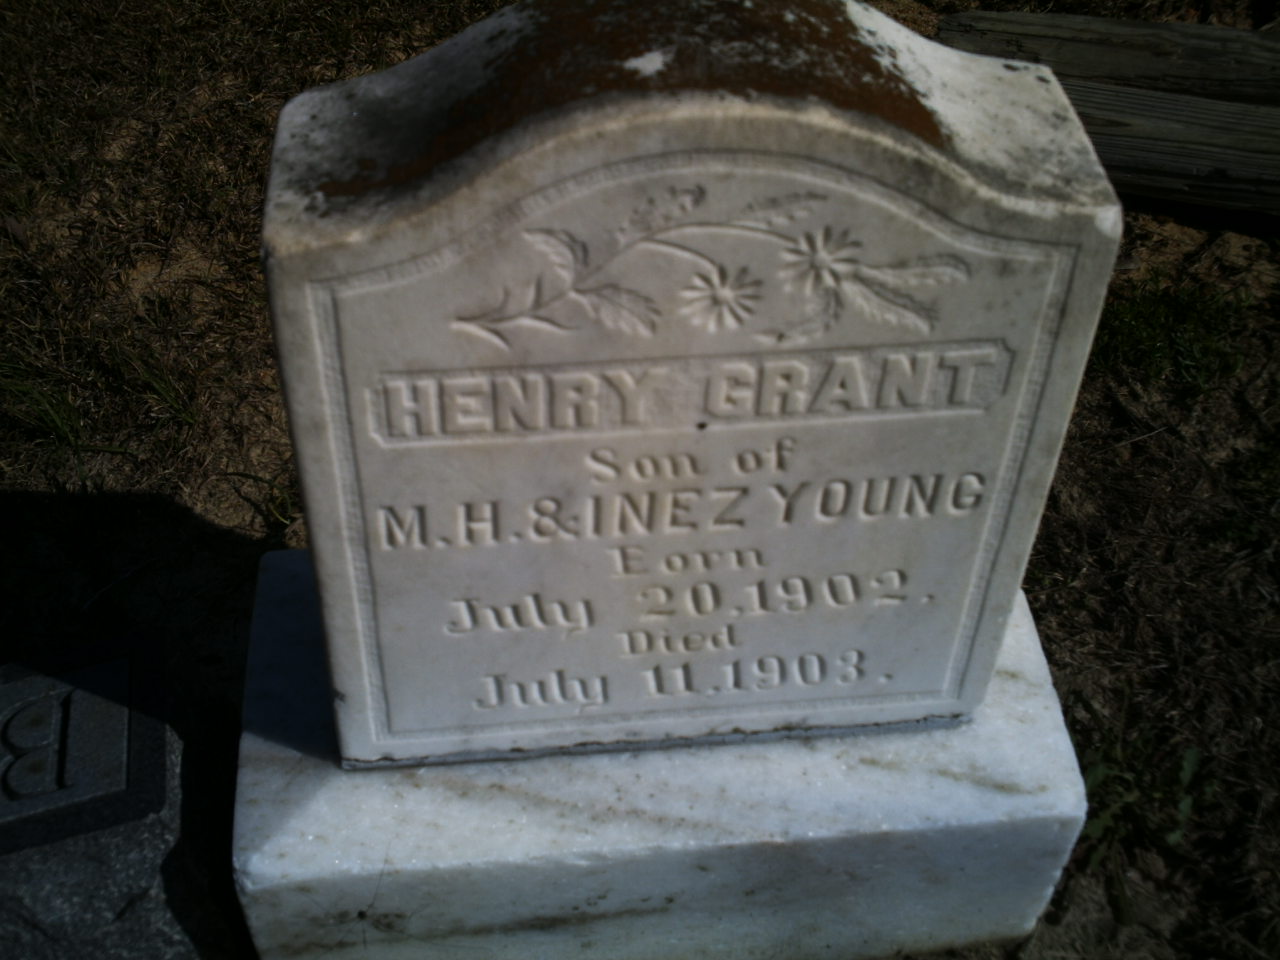 HENRY GRANT
Son of
M.H. & INEZ YOUNG
Born
July 20, 1902.
Died
July 11, 1903.
B